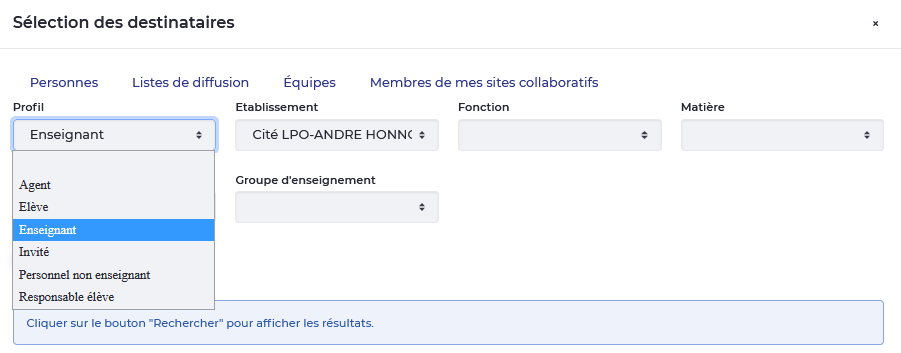 Sélection des destinataires ×
Personnes Listes de diffusion Équipes Membres de mes sites collaboratifs
Profil Etablissement Fonction Matière
Enseignant Cité LPO-ANDRE HONN
Agent
Elève
Enseignant
Invité
Personnel non enseignant
Responsable élève
Groupe d'enseignement
Cliquer sur le bouton "Rechercher" pour afficher les résultats.